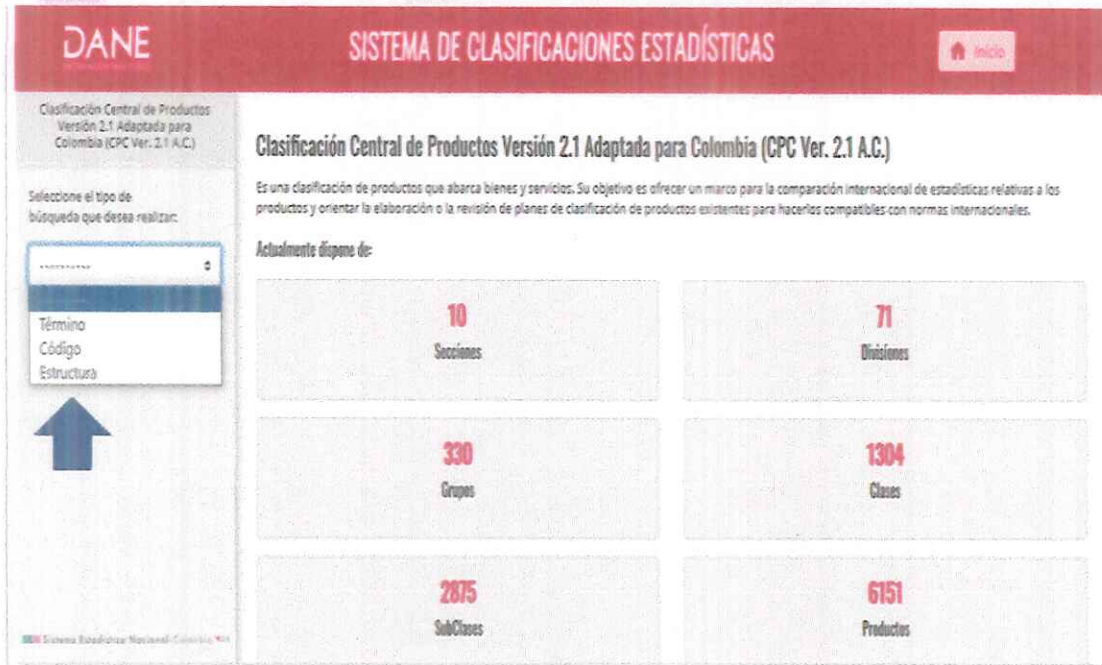 DANE
SISTEMA DE CLASIFICACIONES ESTADÍSTICAS
Inicio
Clasificación Central de Productos
Versión 2.1 Adaptada para
Colombia (CPC Ver. 2.1 A.C.)
Seleccione el tipo de
búsqueda que desea realizar:
---------
Término
Código
Estructura
Clasificación Central de Productos Versión 2.1 Adaptada para Colombia (CPC Ver. 2.1 A.C.)
Es una clasificación de productos que abarca bienes y servicios. Su objetivo es ofrecer un marco para la comparación internacional de estadísticas relativas a los
productos y orientar la elaboración o la revisión de planes de clasificación de productos existentes para hacerlos compatibles con normas internacionales.
Actualmente dispone de:
10
Secciones
71
Divisiones
330
Grupos
1304
Clases
2875
SubClases
6151
Productos
Sistema Estadístico Nacional Colombia